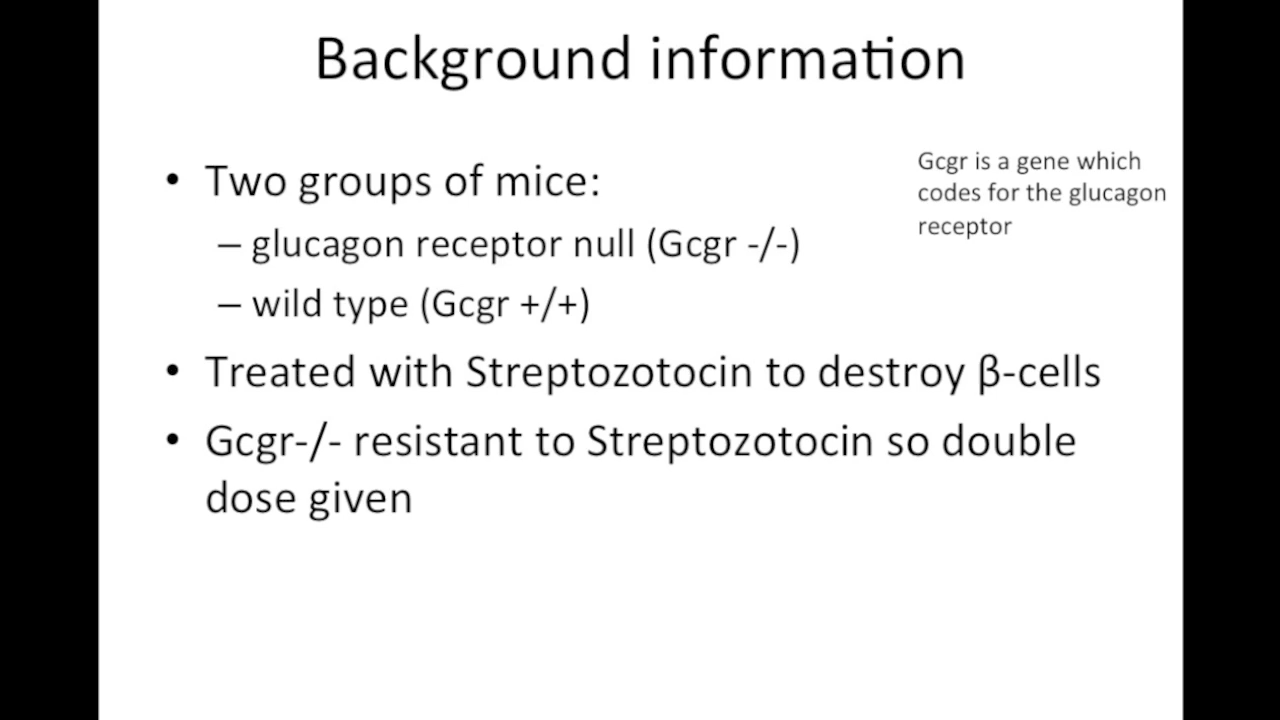 Background information
• Two groups of mice:
– glucagon receptor null (Gcgr -/-)
– wild type (Gcgr +/+)
• Treated with Streptozotocin to destroy β-cells
• Gcgr-/- resistant to Streptozotocin so double
dose given
Gcgr is a gene which
codes for the glucagon
receptor